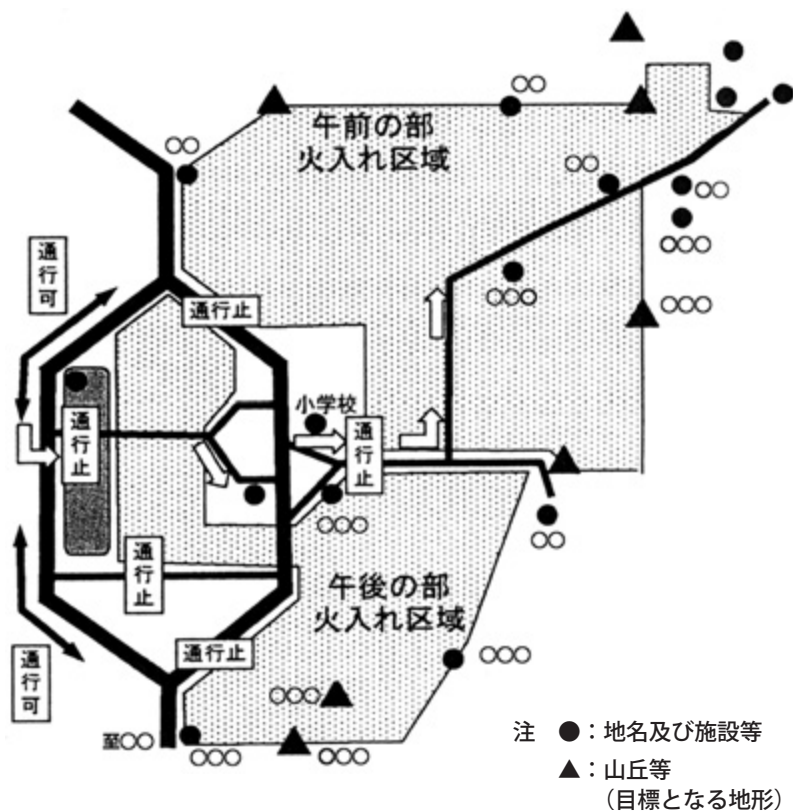 ○○
○○
午前の部
火入れ区域
○○
○○
○○○
○○○
○○○
通行可
通行止
小学校
通行止
通行止
○○○
○○
通行止
午後の部
火入れ区域
通行止
○○○
○○○
通行可
至○○
○○○
○○○
注 ●：地名及び施設等
▲：山丘等
（目標となる地形）